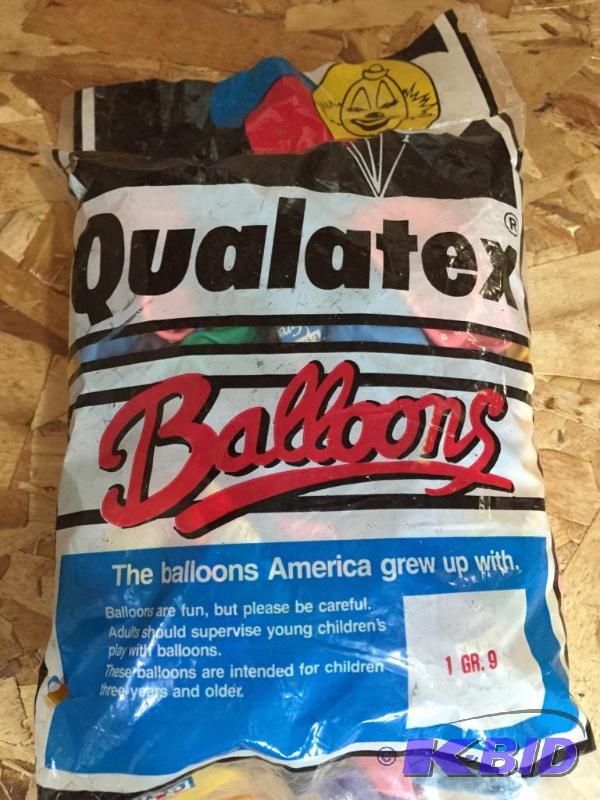 Qualatex®
Balloons
The balloons America grew up with.
Balloons are fun, but please be careful.
Adults should supervise young children's
play with balloons.
These balloons are intended for children
three years and older.
1 GR. 9
© K-BID